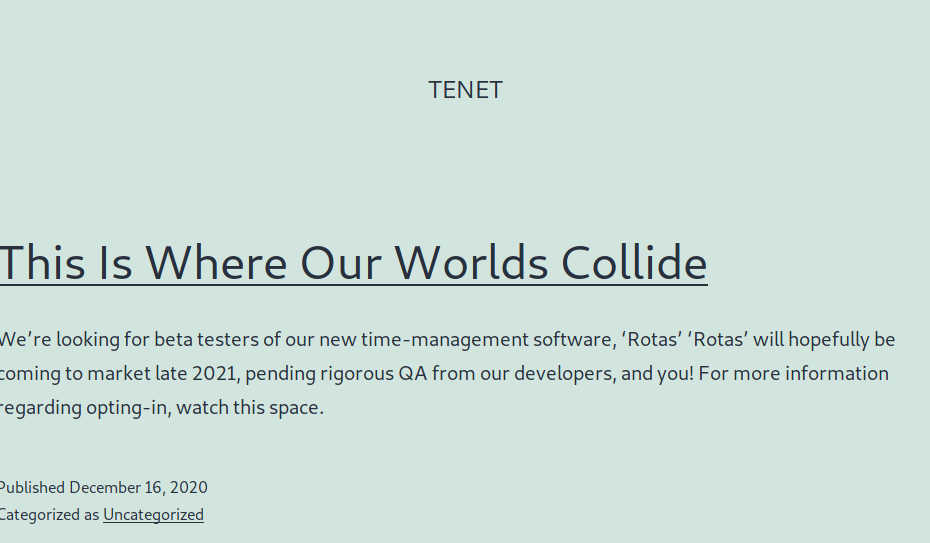 TENET
This Is Where Our Worlds Collide
We’re looking for beta testers of our new time-management software, ‘Rotas’ ‘Rotas’ will hopefully be
coming to market late 2021, pending rigorous QA from our developers, and you! For more information
regarding opting-in, watch this space.
Published December 16, 2020
Categorized as Uncategorized